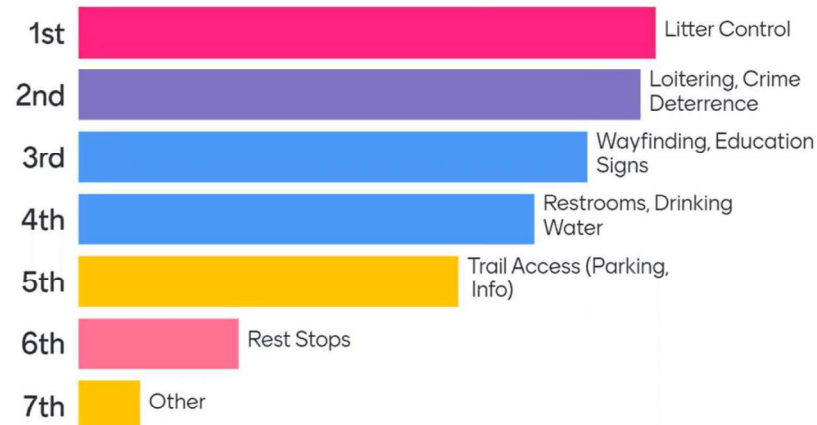 1st
Litter Control
2nd
Loitering, Crime
Deterrence
3rd
Wayfinding, Education
Signs
4th
Restrooms, Drinking
Water
5th
Trail Access (Parking,
Info)
6th
Rest Stops
7th
Other